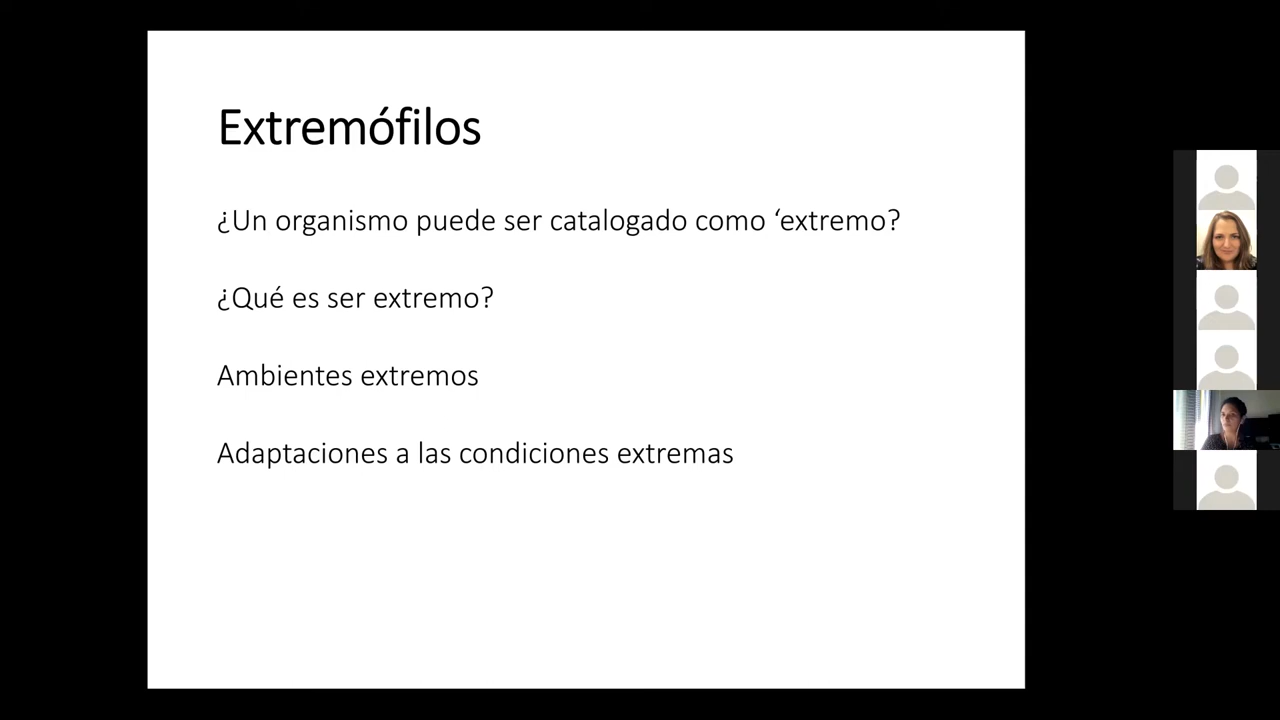 Extremófilos
¿Un organismo puede ser catalogado como ‘extremo?
¿Qué es ser extremo?
Ambientes extremos
Adaptaciones a las condiciones extremas